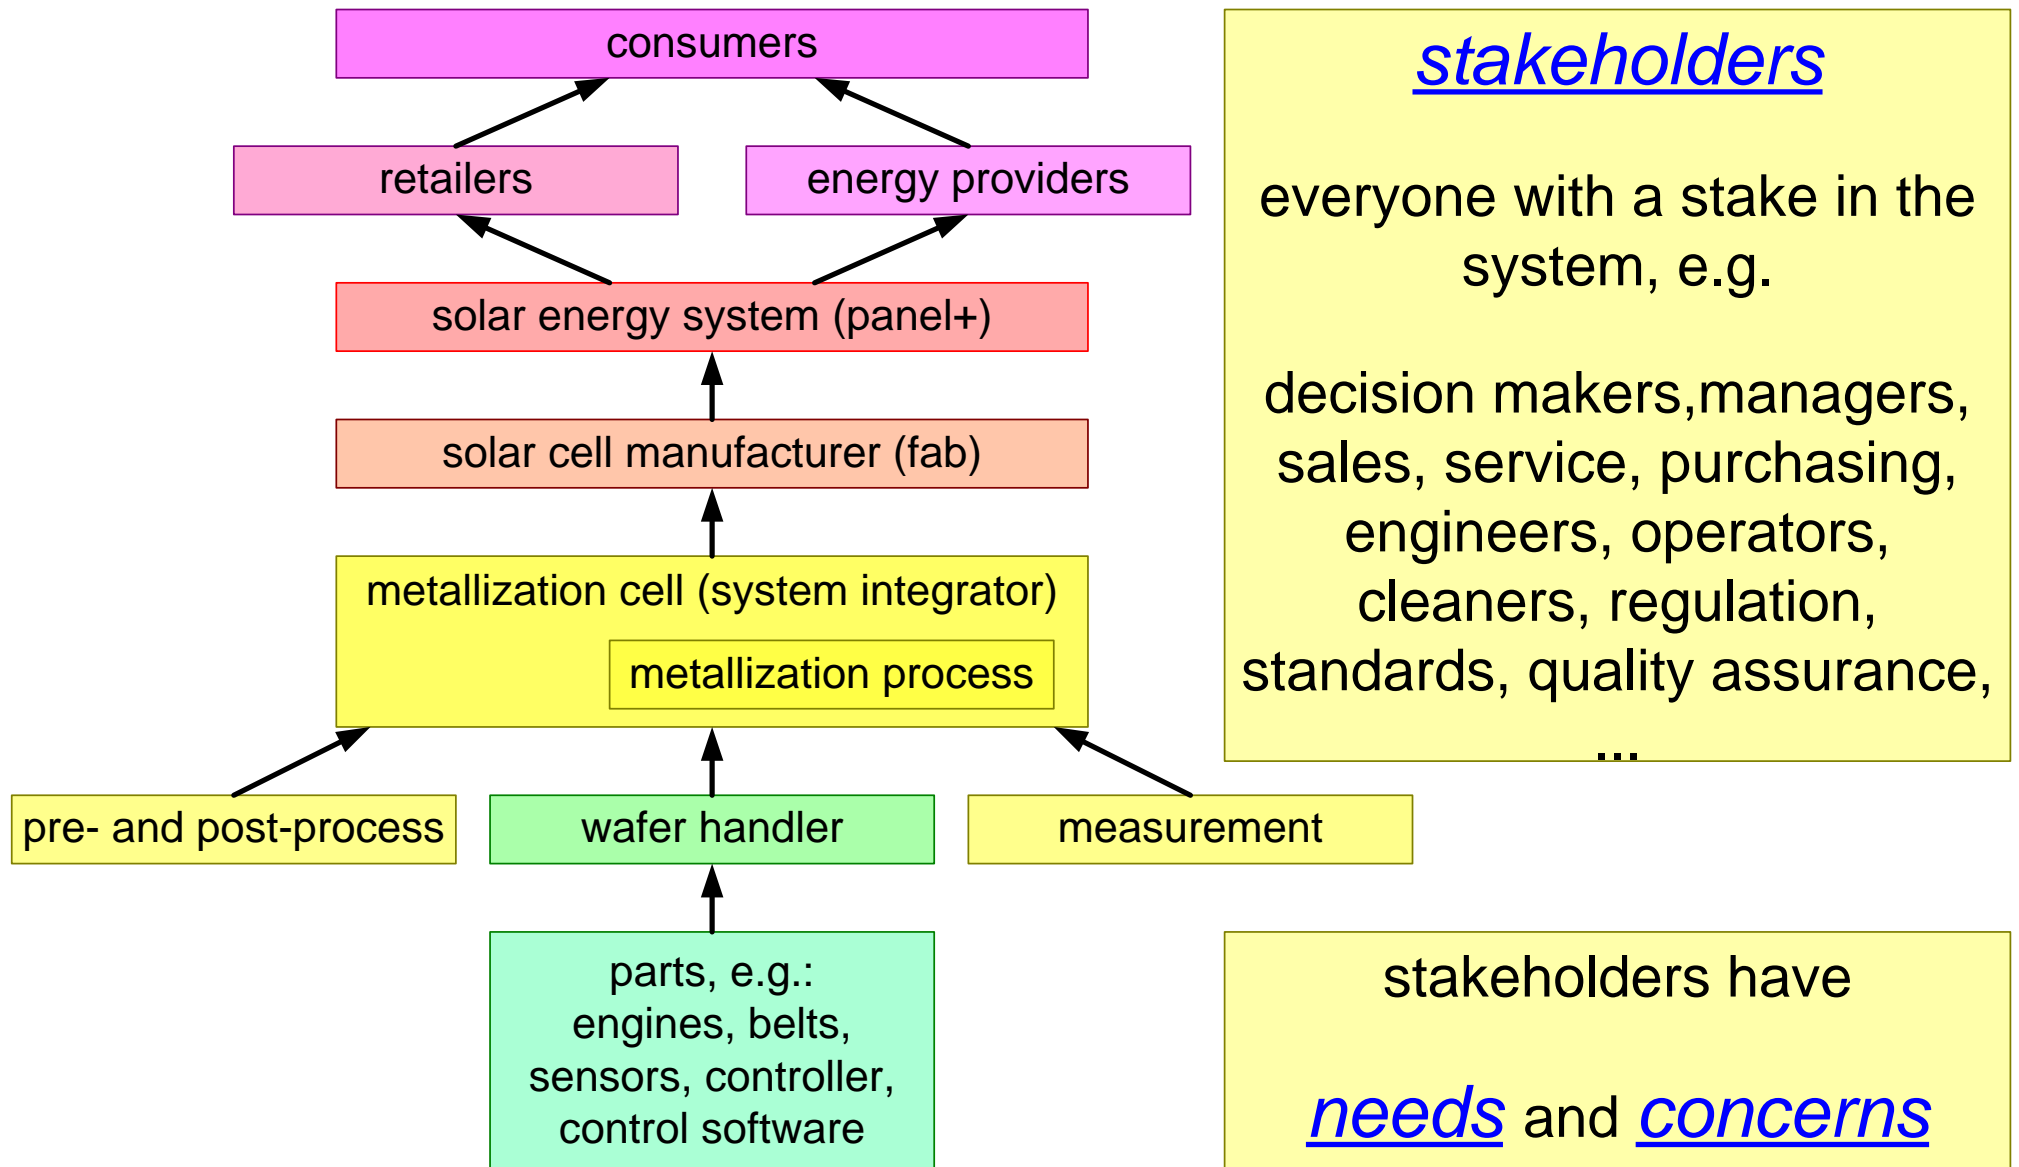 consumers
retailers
energy providers
solar energy system (panel+)
solar cell manufacturer (fab)
metallization cell (system integrator)
metallization process
pre- and post-process
wafer handler
measurement
parts, e.g.:
engines, belts,
sensors, controller,
control software
stakeholders
everyone with a stake in the
system, e.g.
decision makers,managers,
sales, service, purchasing,
engineers, operators,
cleaners, regulation,
standards, quality assurance,
...
stakeholders have
needs and concerns